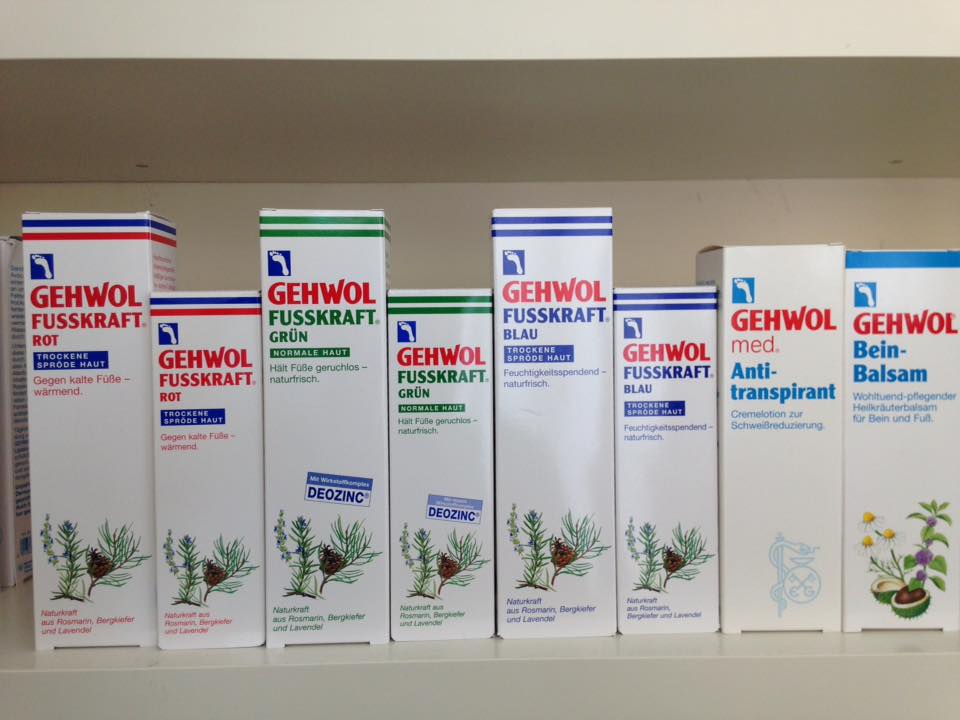 GEHWOL
FUSSKRAFT®
ROT
TROCKENE
SPRÖDE HAUT
Gegen kalte Füße –
wärmend.
Naturkraft
aus Rosmarin, Bergkiefer
und Lavendel
GEHWOL
FUSSKRAFT®
ROT
TROCKENE
SPRÖDE HAUT
Gegen kalte Füße –
wärmend.
Naturkraft aus
Rosmarin, Bergkiefer
und Lavendel
GEHWOL
FUSSKRAFT®
GRÜN
NORMALE HAUT
Hält Füße geruchlos –
naturfrisch.
Mit Wirkstoffkomplex
DEOZINC®
Naturkraft
aus Rosmarin, Bergkiefer
und Lavendel
GEHWOL
FUSSKRAFT®
GRÜN
NORMALE HAUT
Hält Füße geruchlos –
naturfrisch.
Wirkstoffkomplex
DEOZINC®
Naturkraft aus
Rosmarin, Bergkiefer
und Lavendel
GEHWOL
FUSSKRAFT®
BLAU
TROCKENE
SPRÖDE HAUT
Feuchtigkeitsspendend –
naturfrisch.
Naturkraft
aus Rosmarin, Bergkiefer
und Lavendel
GEHWOL
FUSSKRAFT®
BLAU
TROCKENE
SPRÖDE HAUT
Feuchtigkeitsspendend –
naturfrisch.
Naturkraft aus
Rosmarin, Bergkiefer
und Lavendel
GEHWOL
med®
Anti-
transpirant
Cremelotion zur
Schweißreduzierung.
GEHWOL
Bein-
Balsam
Wohltuend-pflegender
Heilkräuterbalsam
für Bein und Fuß.